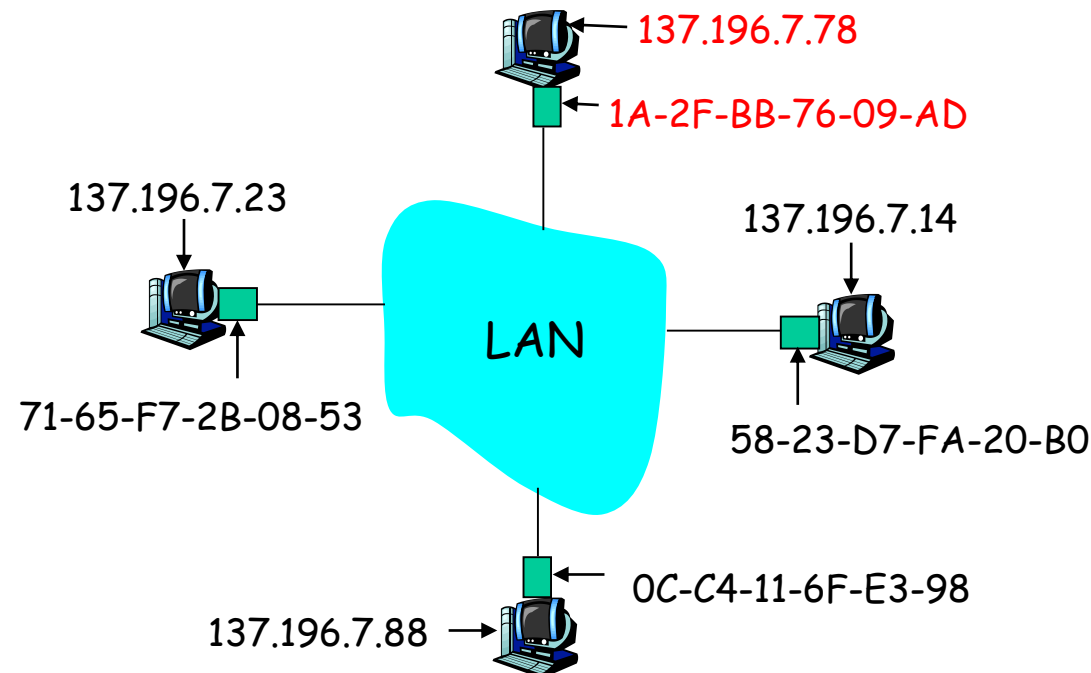 137.196.7.78
1A-2F-BB-76-09-AD
137.196.7.23
137.196.7.14
LAN
71-65-F7-2B-08-53
58-23-D7-FA-20-B0
0C-C4-11-6F-E3-98
137.196.7.88